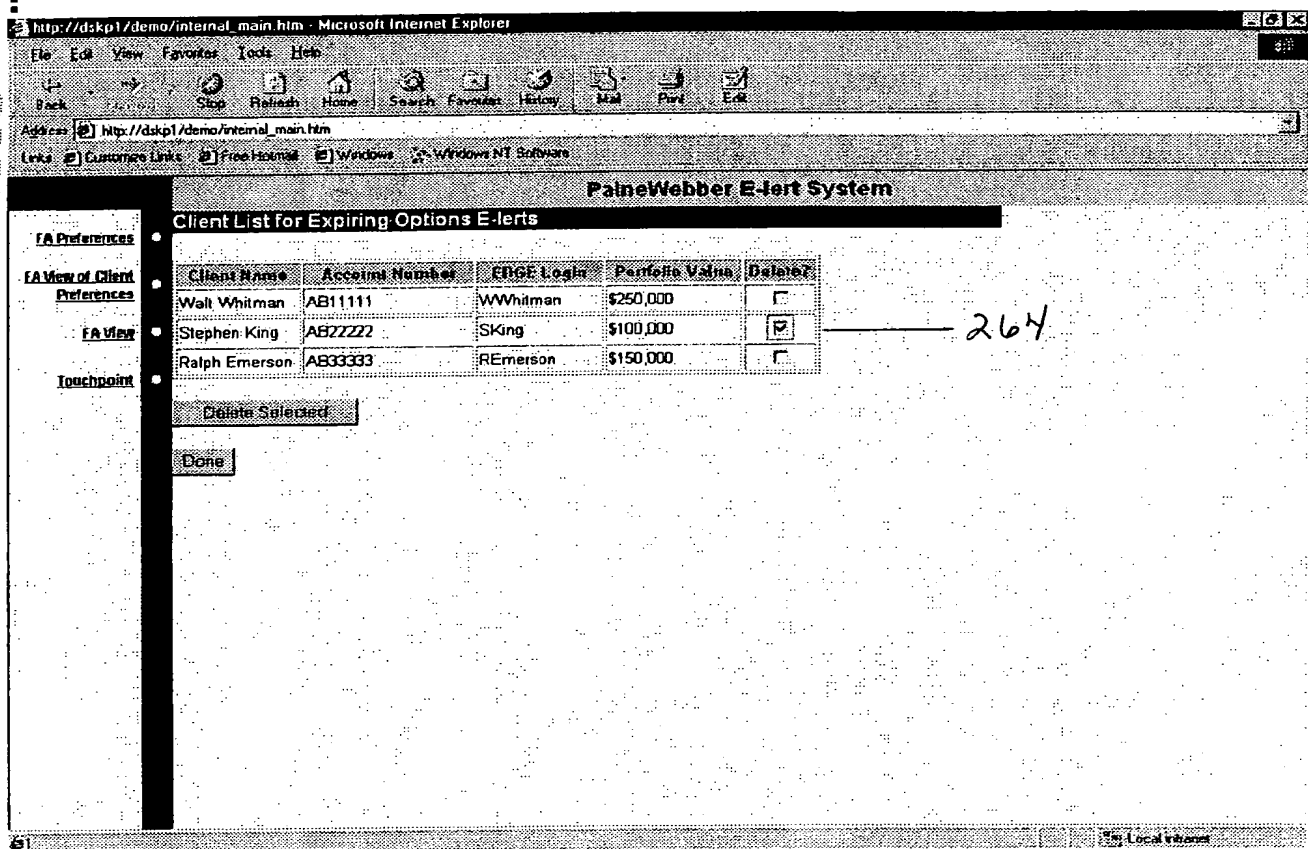 http://dskp1/demo/internal_main.htm - Microsoft Internet Explorer
File Edit View Favorites Tools Help
Back Forward Stop Refresh Home Search Favorites History Mail Print Edit
Address http://dskp1/demo/internal_main.htm
Links Customize Links Free Hotmail Windows Windows NT Software
PaineWebber E-lert System
Client List for Expiring Options E-lerts
FA Preferences
FA View of Client Preferences
FA View
Touchpoint
Client Name Account Number EDGE Login Portfolio Value Delete?
Walt Whitman AB11111 WWhitman $250,000
Stephen King AB22222 SKing $100,000
264
Ralph Emerson AB33333 REmerson $150,000
Delete Selected
Done
Local intranet